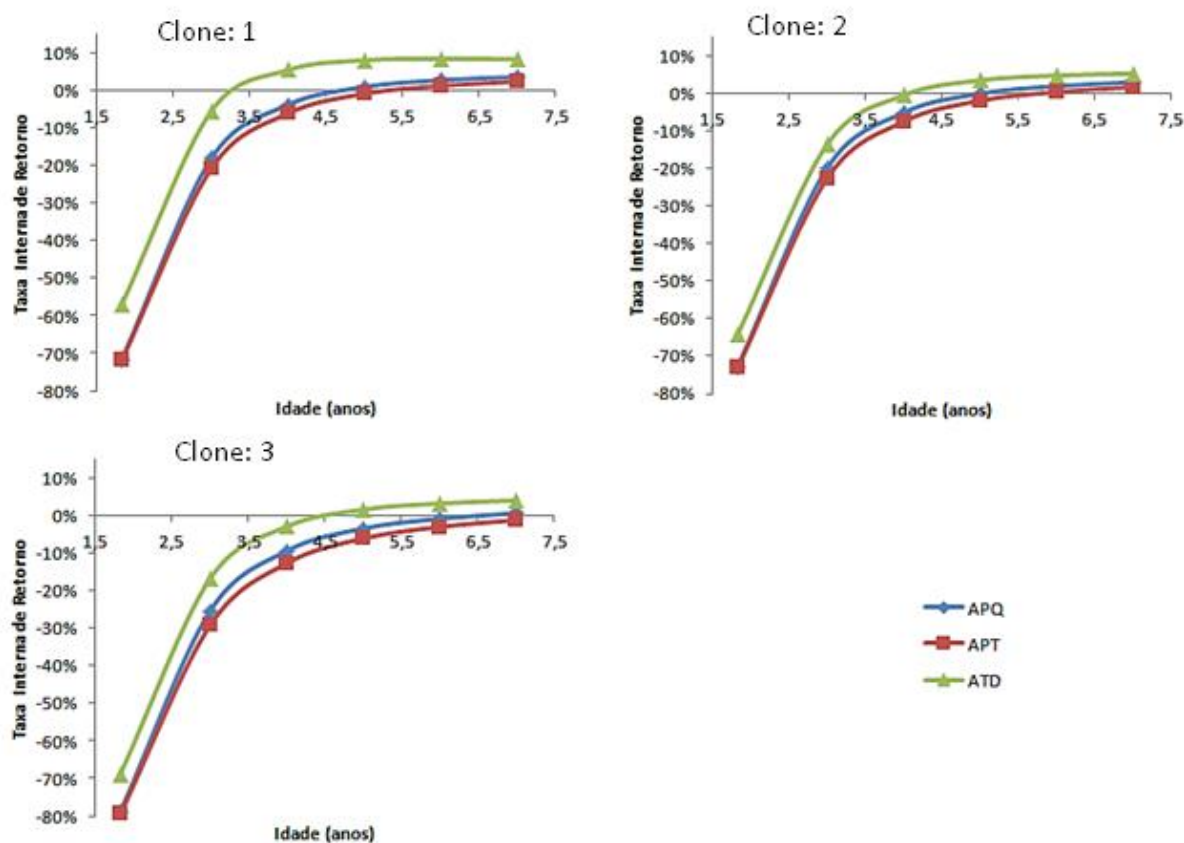 Clone: 1
10%
0%
-10%
-20%
-30%
-40%
-50%
-60%
-70%
-80%
1,5 2,5 3,5 4,5 5,5 6,5 7,5
Taxa Interna de Retorno
Idade (anos)
Clone: 2
10%
0%
-10%
-20%
-30%
-40%
-50%
-60%
-70%
-80%
1,5 2,5 3,5 4,5 5,5 6,5 7,5
Taxa Interna de Retorno
Idade (anos)
Clone: 3
10%
0%
-10%
-20%
-30%
-40%
-50%
-60%
-70%
-80%
1,5 2,5 3,5 4,5 5,5 6,5 7,5
Taxa Interna de Retorno
Idade (anos)
APQ
APT
ATD